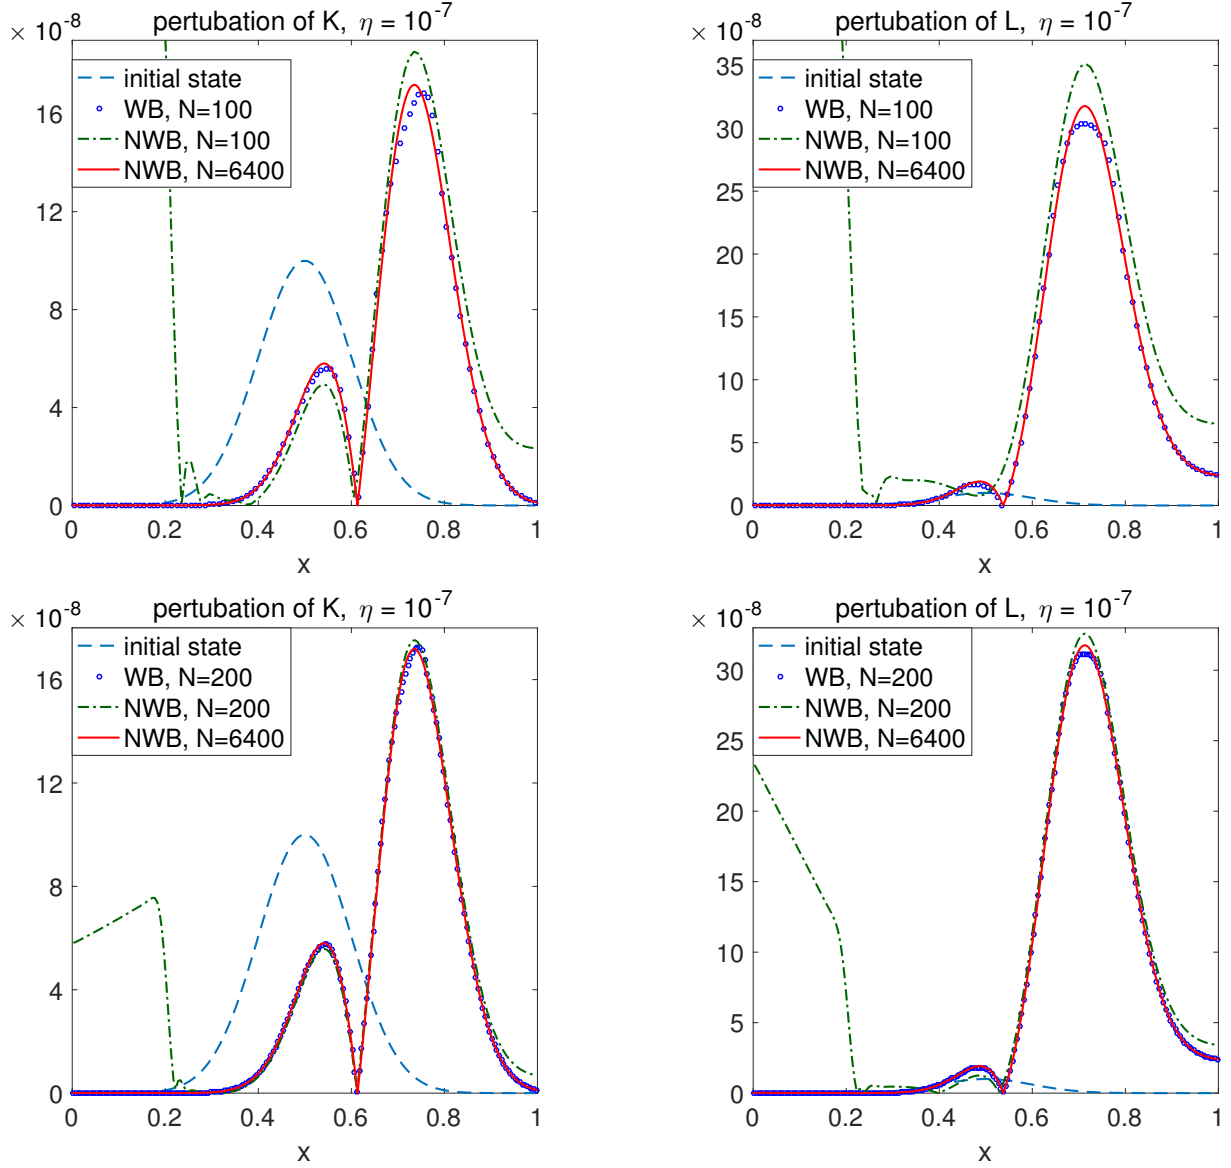 × 10-8
pertubation of K, η = 10-7
16
12
8
4
0
initial state
WB, N=100
NWB, N=100
NWB, N=6400
0 0.2 0.4 0.6 0.8 1
x
× 10-8
pertubation of L, η = 10-7
35
30
25
20
15
10
5
0
initial state
WB, N=100
NWB, N=100
NWB, N=6400
0 0.2 0.4 0.6 0.8 1
x
× 10-8
pertubation of K, η = 10-7
16
12
8
4
0
initial state
WB, N=200
NWB, N=200
NWB, N=6400
0 0.2 0.4 0.6 0.8 1
x
× 10-8
pertubation of L, η = 10-7
30
25
20
15
10
5
0
initial state
WB, N=200
NWB, N=200
NWB, N=6400
0 0.2 0.4 0.6 0.8 1
x